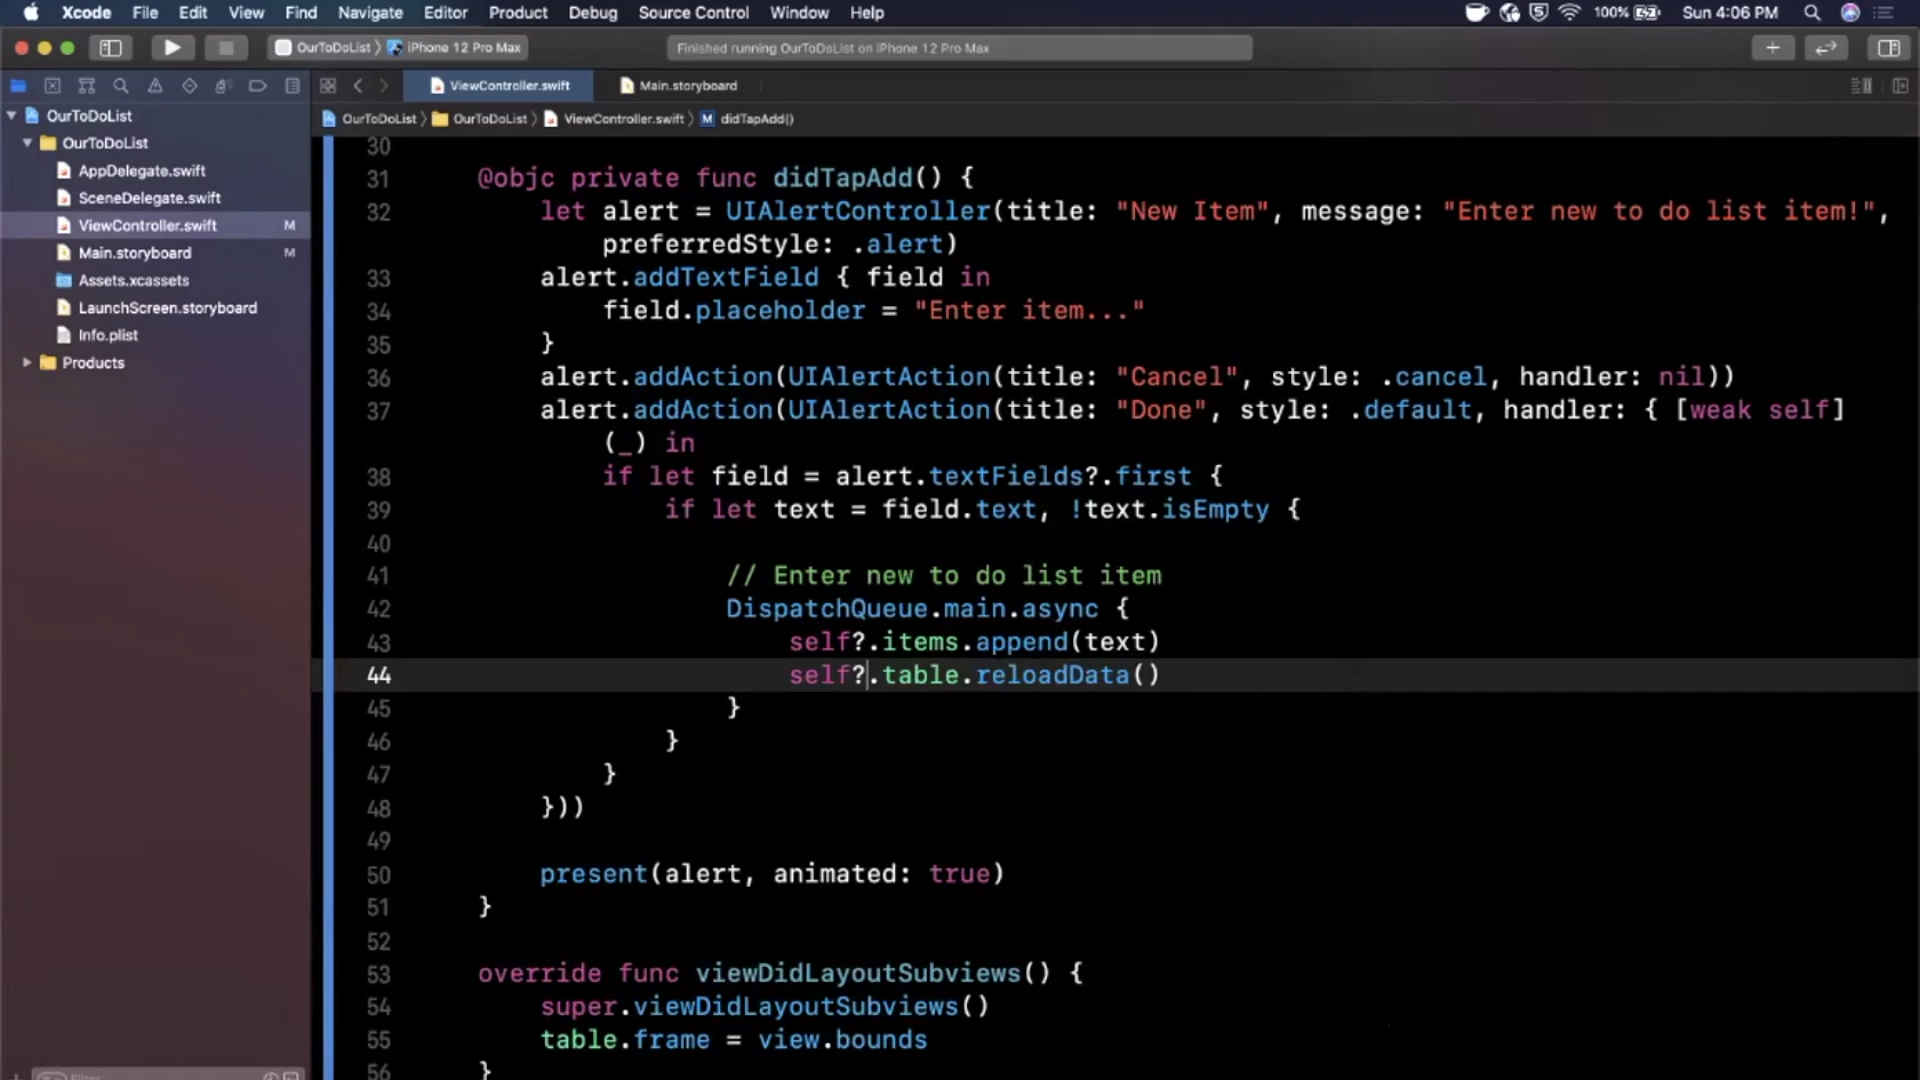 Xcode File Edit View Find Navigate Editor Product Debug Source Control Window Help 100% Sun 4:06 PM
OurToDoList 〉 iPhone 12 Pro Max Finished running OurToDoList on iPhone 12 Pro Max
ViewController.swift Main.storyboard
OurToDoList 〉 OurToDoList 〉 ViewController.swift 〉 M didTapAdd()
OurToDoList
OurToDoList
AppDelegate.swift
SceneDelegate.swift
ViewController.swift M
Main.storyboard M
Assets.xcassets
LaunchScreen.storyboard
Info.plist
Products
Filter
30
31 @objc private func didTapAdd() {
32 let alert = UIAlertController(title: "New Item", message: "Enter new to do list item!",
preferredStyle: .alert)
33 alert.addTextField { field in
34 field.placeholder = "Enter item..."
35 }
36 alert.addAction(UIAlertAction(title: "Cancel", style: .cancel, handler: nil))
37 alert.addAction(UIAlertAction(title: "Done", style: .default, handler: { [weak self]
(_) in
38 if let field = alert.textFields?.first {
39 if let text = field.text, !text.isEmpty {
40
41 // Enter new to do list item
42 DispatchQueue.main.async {
43 self?.items.append(text)
44 self?.table.reloadData()
45 }
46 }
47 }
48 }))
49
50 present(alert, animated: true)
51 }
52
53 override func viewDidLayoutSubviews() {
54 super.viewDidLayoutSubviews()
55 table.frame = view.bounds
56 }